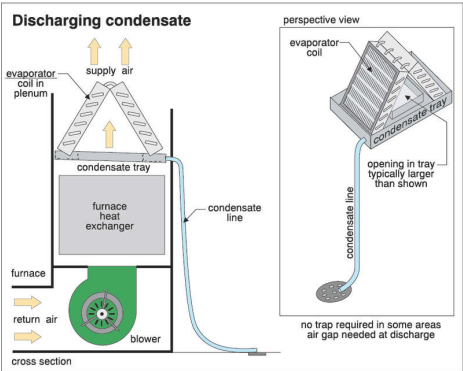 Discharging condensate
supply air
evaporator
coil in
plenum
condensate tray
furnace
heat
exchanger
condensate
line
furnace
return air
blower
cross section
perspective view
evaporator
coil
condensate tray
opening in tray
typically larger
than shown
condensate line
no trap required in some areas
air gap needed at discharge